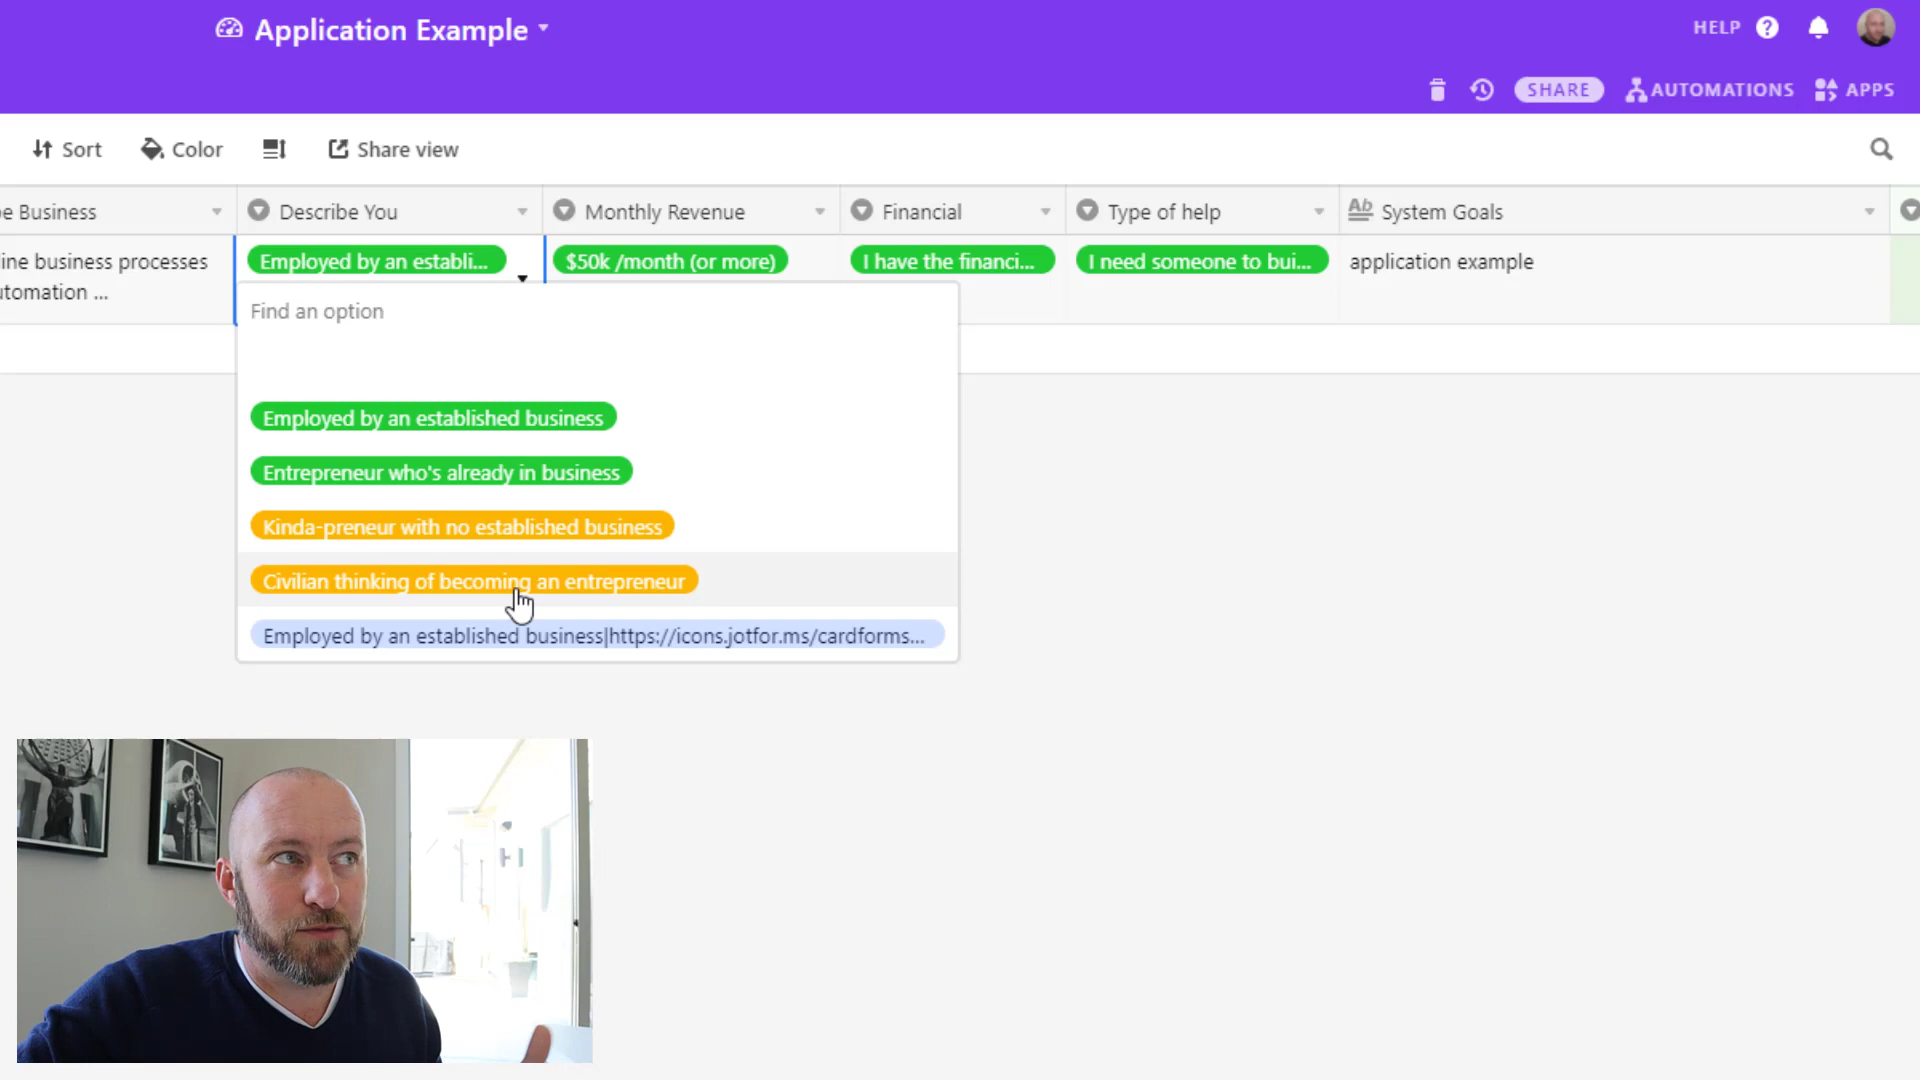 Application Example
HELP
SHARE
AUTOMATIONS
APPS
Sort
Color
Share view
e Business
Describe You
Monthly Revenue
Financial
Type of help
System Goals
line business processes
utomation ...
Employed by an establi...
$50k /month (or more)
I have the financi...
I need someone to bui...
application example
Find an option
Employed by an established business
Entrepreneur who's already in business
Kinda-preneur with no established business
Civilian thinking of becoming an entrepreneur
Employed by an established business|https://icons.jotfor.ms/cardforms...